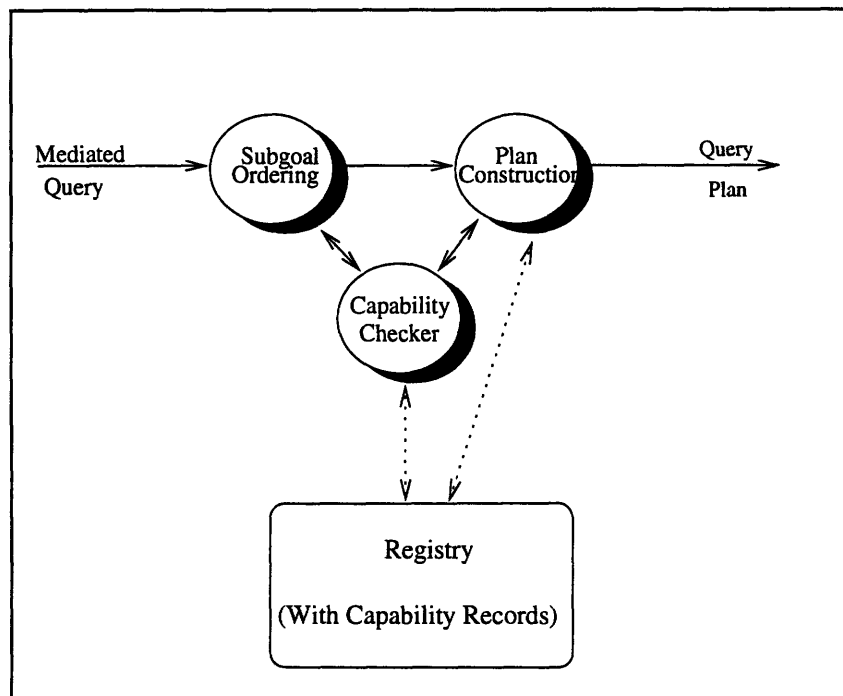 Mediated
Query
Subgoal
Ordering
Plan
Construction
Query
Plan
Capability
Checker
Registry
(With Capability Records)